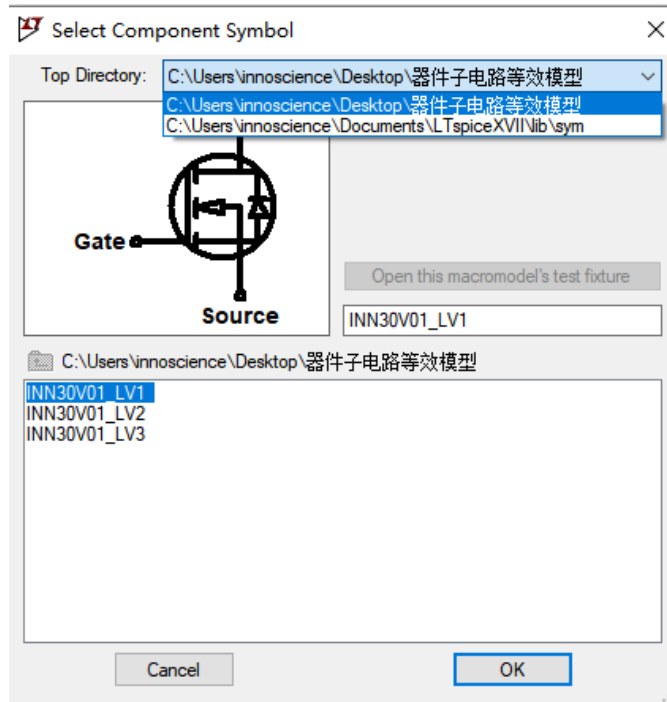 Select Component Symbol
Top Directory: C:\Users\innoscience\Desktop\器件子电路等效模型
C:\Users\innoscience\Desktop\器件子电路等效模型
C:\Users\innoscience\Documents\LTspiceXVII\lib\sym
Gate
Open this macromodel's test fixture
Source
INN30V01_LV1
C:\Users\innoscience\Desktop\器件子电路等效模型
INN30V01_LV1
INN30V01_LV2
INN30V01_LV3
Cancel
OK